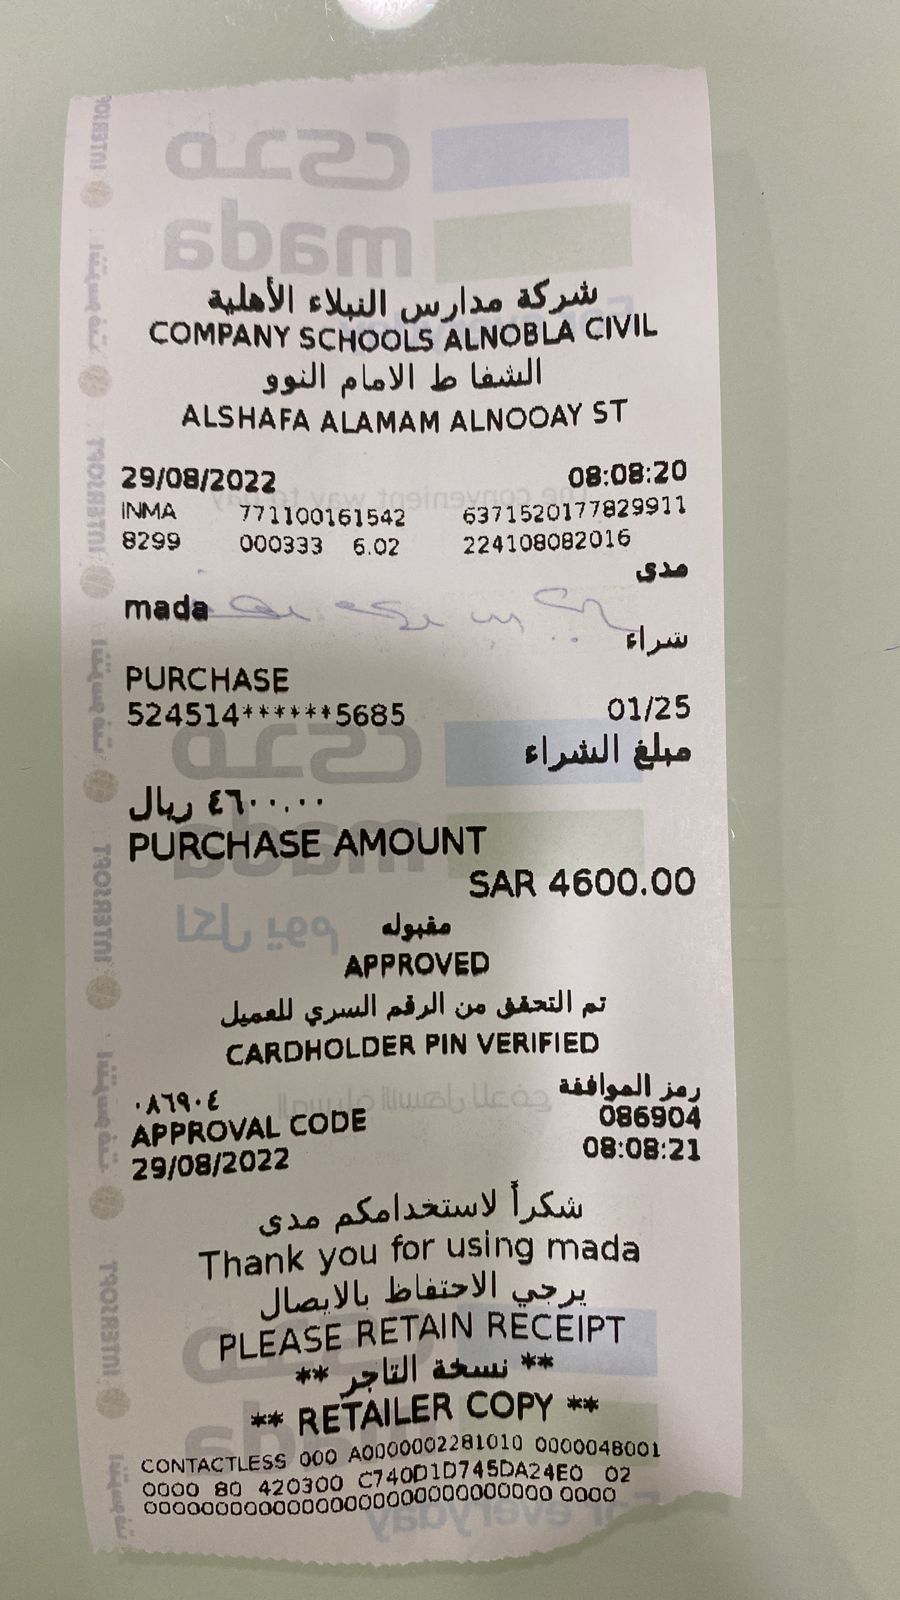 شركة مدارس النبلاء الأهلية
COMPANY SCHOOLS ALNOBLA CIVIL
الشفا ط الامام النوو
ALSHAFA ALAMAM ALNOOAY ST
29/08/2022 08:08:20
INMA 771100161542 6371520177829911
8299 000333 6.02 224108082016
مدى
mada
شراء
PURCHASE
524514******5685 01/25
مبلغ الشراء
٤٦٠٠.٠٠ ريال
PURCHASE AMOUNT
SAR 4600.00
مقبوله
APPROVED
تم التحقق من الرقم السري للعميل
CARDHOLDER PIN VERIFIED
رمز الموافقة
٠٨٦٩٠٤
APPROVAL CODE 086904
29/08/2022 08:08:21
شكراً لاستخدامكم مدى
Thank you for using mada
يرجي الاحتفاظ بالايصال
PLEASE RETAIN RECEIPT
** نسخة التاجر **
** RETAILER COPY **
CONTACTLESS 000 A0000002281010 0000048001
0000 80 420300 C740D1D745DA24E0 02